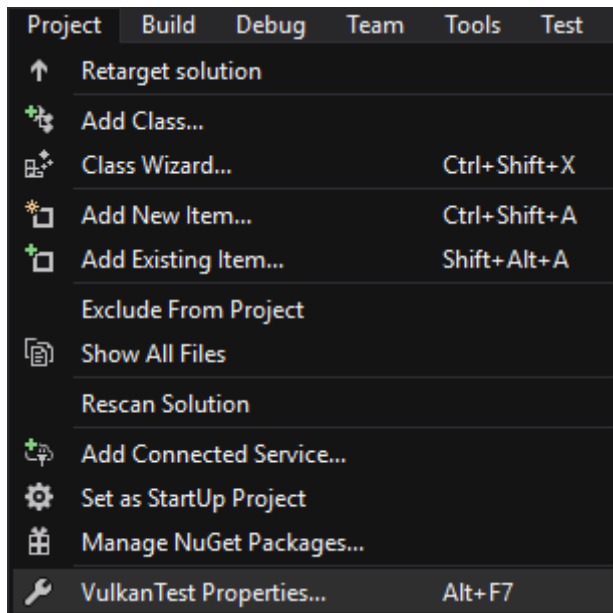 Project Build Debug Team Tools Test
Retarget solution
Add Class...
Class Wizard... Ctrl+Shift+X
Add New Item... Ctrl+Shift+A
Add Existing Item... Shift+Alt+A
Exclude From Project
Show All Files
Rescan Solution
Add Connected Service...
Set as StartUp Project
Manage NuGet Packages...
VulkanTest Properties... Alt+F7